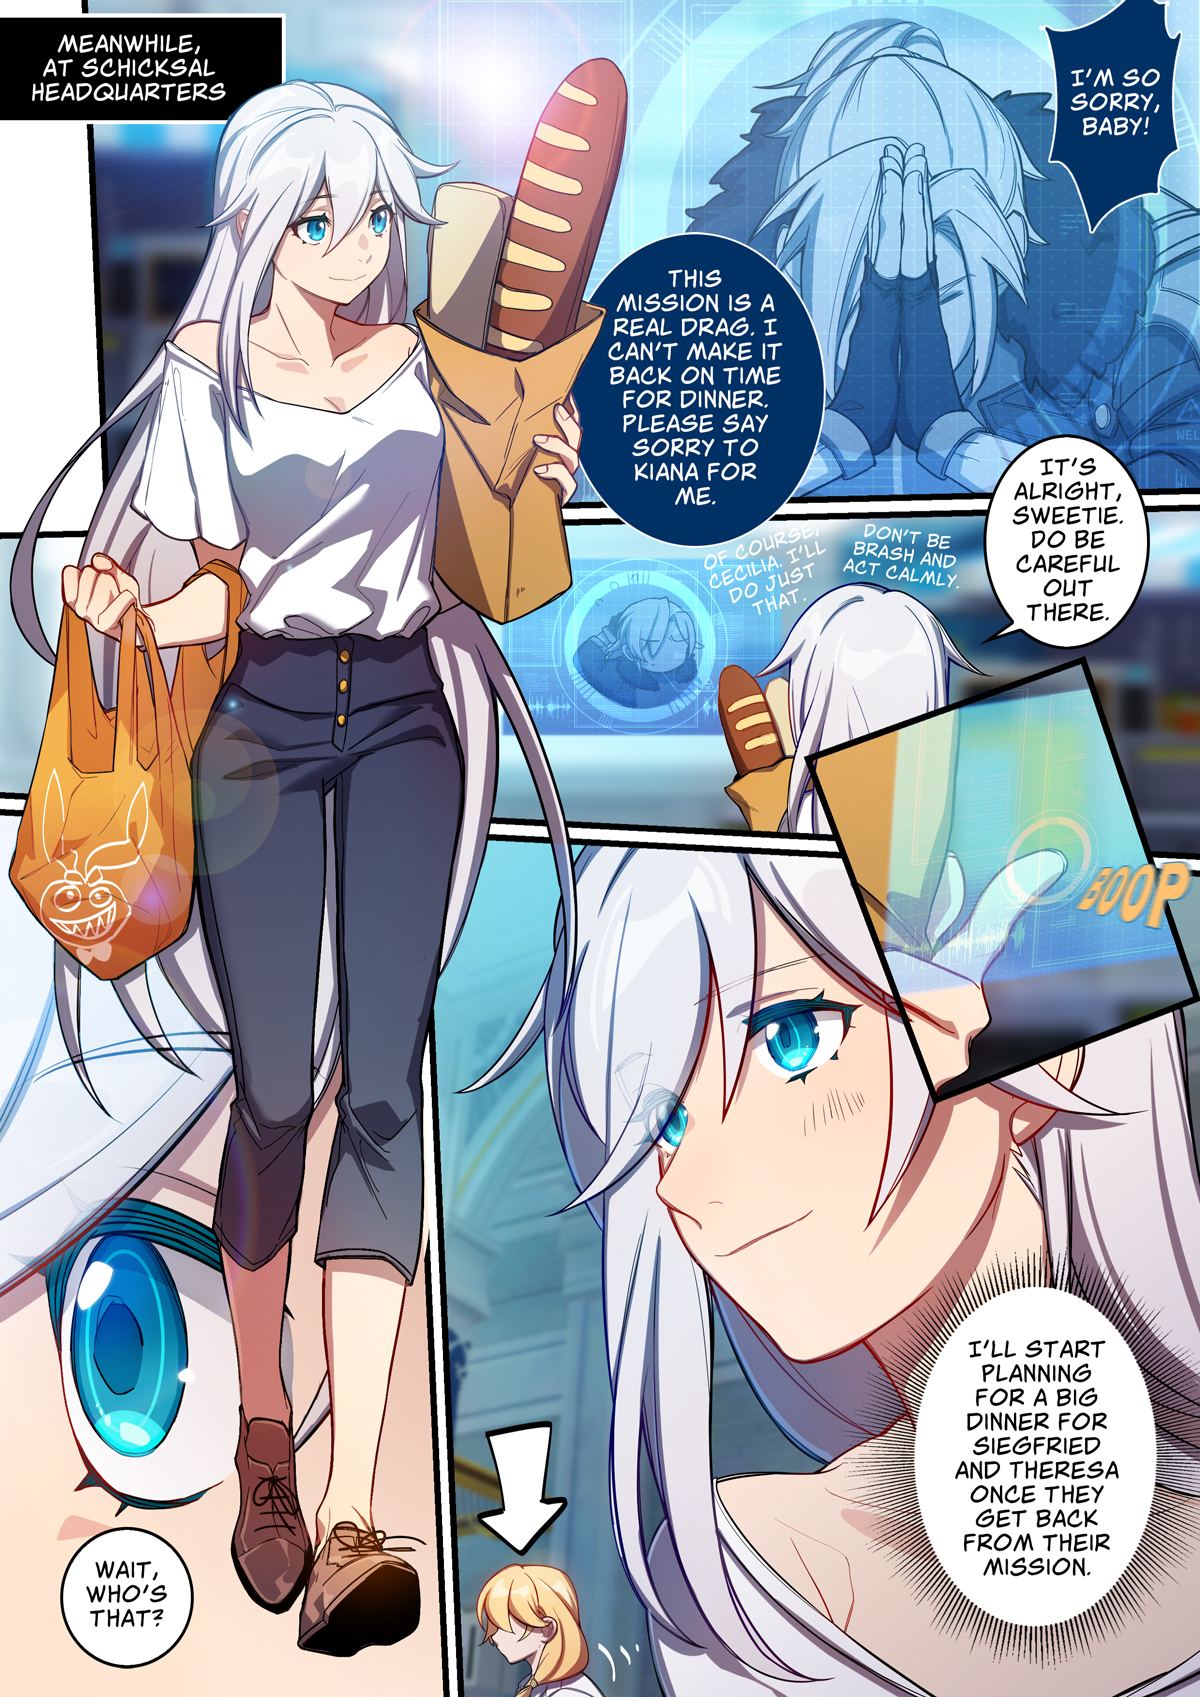 MEANWHILE,
AT SCHICKSAL
HEADQUARTERS
I'M SO
SORRY,
BABY!
THIS
MISSION IS A
REAL DRAG. I
CAN'T MAKE IT
BACK ON TIME
FOR DINNER.
PLEASE SAY
SORRY TO
KIANA FOR
ME.
IT'S
ALRIGHT,
SWEETIE.
DO BE
CAREFUL
OUT
THERE.
DON'T BE
BRASH AND
ACT CALMLY.
OF COURSE,
CECILIA. I'LL
DO JUST
THAT.
BOOP
I'LL START
PLANNING
FOR A BIG
DINNER FOR
SIEGFRIED
AND THERESA
ONCE THEY
GET BACK
FROM THEIR
MISSION.
WAIT,
WHO'S
THAT?